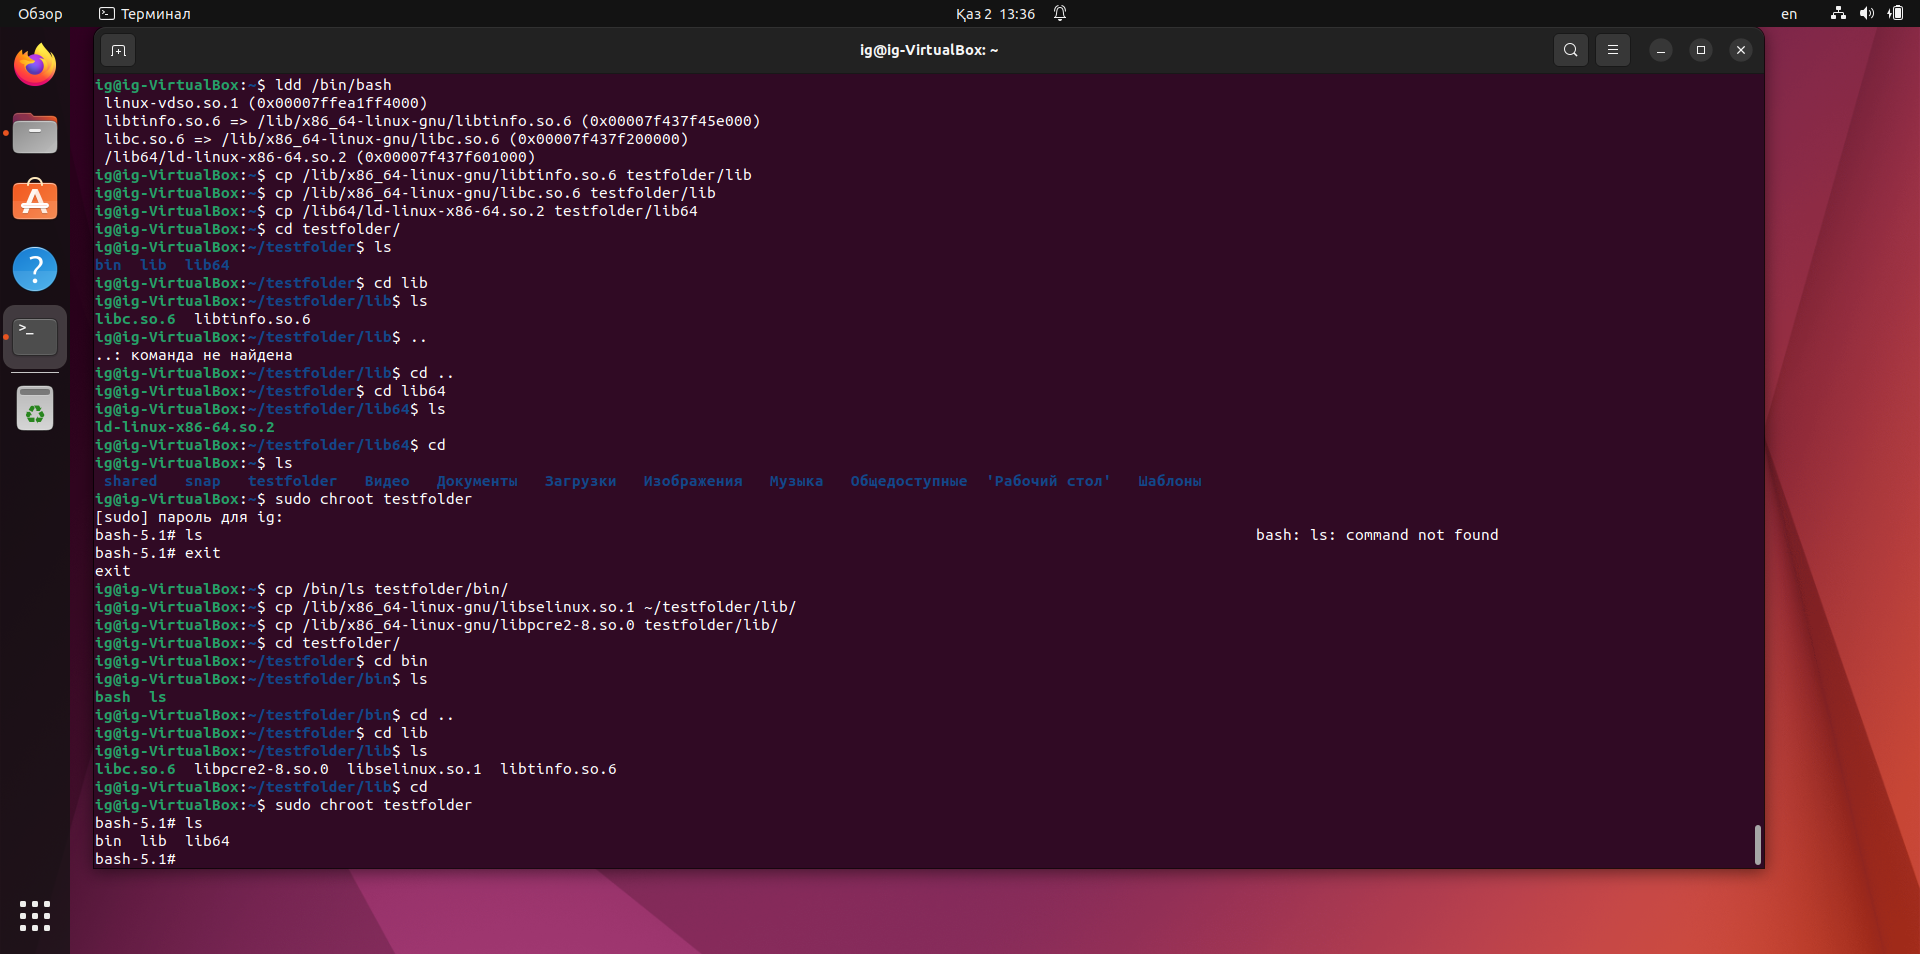 Обзор
Терминал
Қаз 2 13:36
en
ig@ig-VirtualBox: ~
ig@ig-VirtualBox:~$ ldd /bin/bash
linux-vdso.so.1 (0x00007ffea1ff4000)
libtinfo.so.6 => /lib/x86_64-linux-gnu/libtinfo.so.6 (0x00007f437f45e000)
libc.so.6 => /lib/x86_64-linux-gnu/libc.so.6 (0x00007f437f200000)
/lib64/ld-linux-x86-64.so.2 (0x00007f437f601000)
ig@ig-VirtualBox:~$ cp /lib/x86_64-linux-gnu/libtinfo.so.6 testfolder/lib
ig@ig-VirtualBox:~$ cp /lib/x86_64-linux-gnu/libc.so.6 testfolder/lib
ig@ig-VirtualBox:~$ cp /lib64/ld-linux-x86-64.so.2 testfolder/lib64
ig@ig-VirtualBox:~$ cd testfolder/
ig@ig-VirtualBox:~/testfolder$ ls
bin lib lib64
ig@ig-VirtualBox:~/testfolder$ cd lib
ig@ig-VirtualBox:~/testfolder/lib$ ls
libc.so.6 libtinfo.so.6
ig@ig-VirtualBox:~/testfolder/lib$ ..
..: команда не найдена
ig@ig-VirtualBox:~/testfolder/lib$ cd ..
ig@ig-VirtualBox:~/testfolder$ cd lib64
ig@ig-VirtualBox:~/testfolder/lib64$ ls
ld-linux-x86-64.so.2
ig@ig-VirtualBox:~/testfolder/lib64$ cd
ig@ig-VirtualBox:~$ ls
shared snap testfolder Видео Документы Загрузки Изображения Музыка Общедоступные 'Рабочий стол' Шаблоны
ig@ig-VirtualBox:~$ sudo chroot testfolder
[sudo] пароль для ig:
bash-5.1# ls bash: ls: command not found
bash-5.1# exit
exit
ig@ig-VirtualBox:~$ cp /bin/ls testfolder/bin/
ig@ig-VirtualBox:~$ cp /lib/x86_64-linux-gnu/libselinux.so.1 ~/testfolder/lib/
ig@ig-VirtualBox:~$ cp /lib/x86_64-linux-gnu/libpcre2-8.so.0 testfolder/lib/
ig@ig-VirtualBox:~$ cd testfolder/
ig@ig-VirtualBox:~/testfolder$ cd bin
ig@ig-VirtualBox:~/testfolder/bin$ ls
bash ls
ig@ig-VirtualBox:~/testfolder/bin$ cd ..
ig@ig-VirtualBox:~/testfolder$ cd lib
ig@ig-VirtualBox:~/testfolder/lib$ ls
libc.so.6 libpcre2-8.so.0 libselinux.so.1 libtinfo.so.6
ig@ig-VirtualBox:~/testfolder/lib$ cd
ig@ig-VirtualBox:~$ sudo chroot testfolder
bash-5.1# ls
bin lib lib64
bash-5.1#